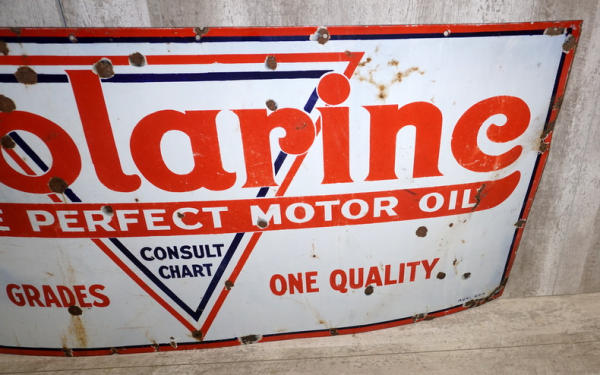 olarine
E PERFECT MOTOR OIL
CONSULT
CHART
GRADES
ONE QUALITY